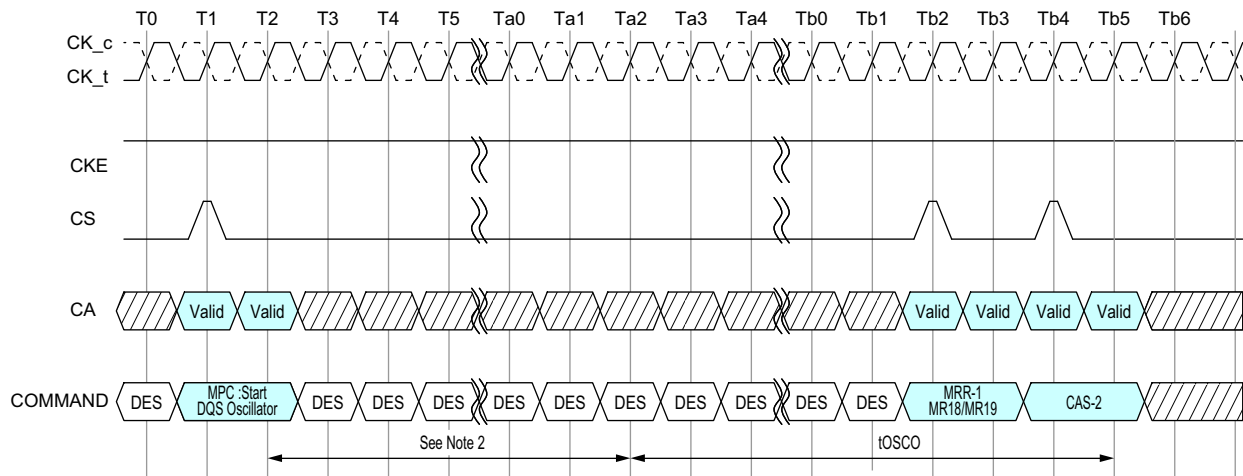 T0 T1 T2 T3 T4 T5 Ta0 Ta1 Ta2 Ta3 Ta4 Tb0 Tb1 Tb2 Tb3 Tb4 Tb5 Tb6
CK_c
CK_t
CKE
CS
CA Valid Valid Valid Valid Valid Valid
COMMAND DES MPC :Start DES DES DES DES DES DES DES DES DES DES MRR-1 CAS-2
DQS Oscillator MR18/MR19
See Note 2 tOSCO